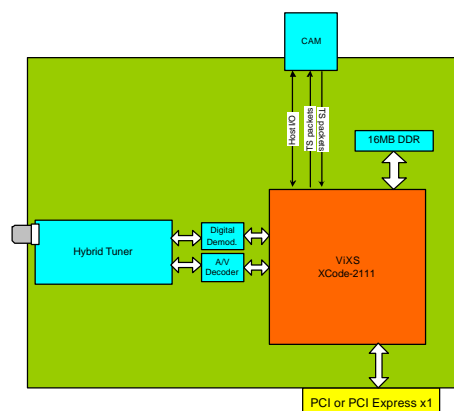 CAM
Host I/O
TS packets
TS packets
16MB DDR
Hybrid Tuner
Digital
Demod.
A/V
Decoder
ViXS
XCode-2111
PCI or PCI Express x1